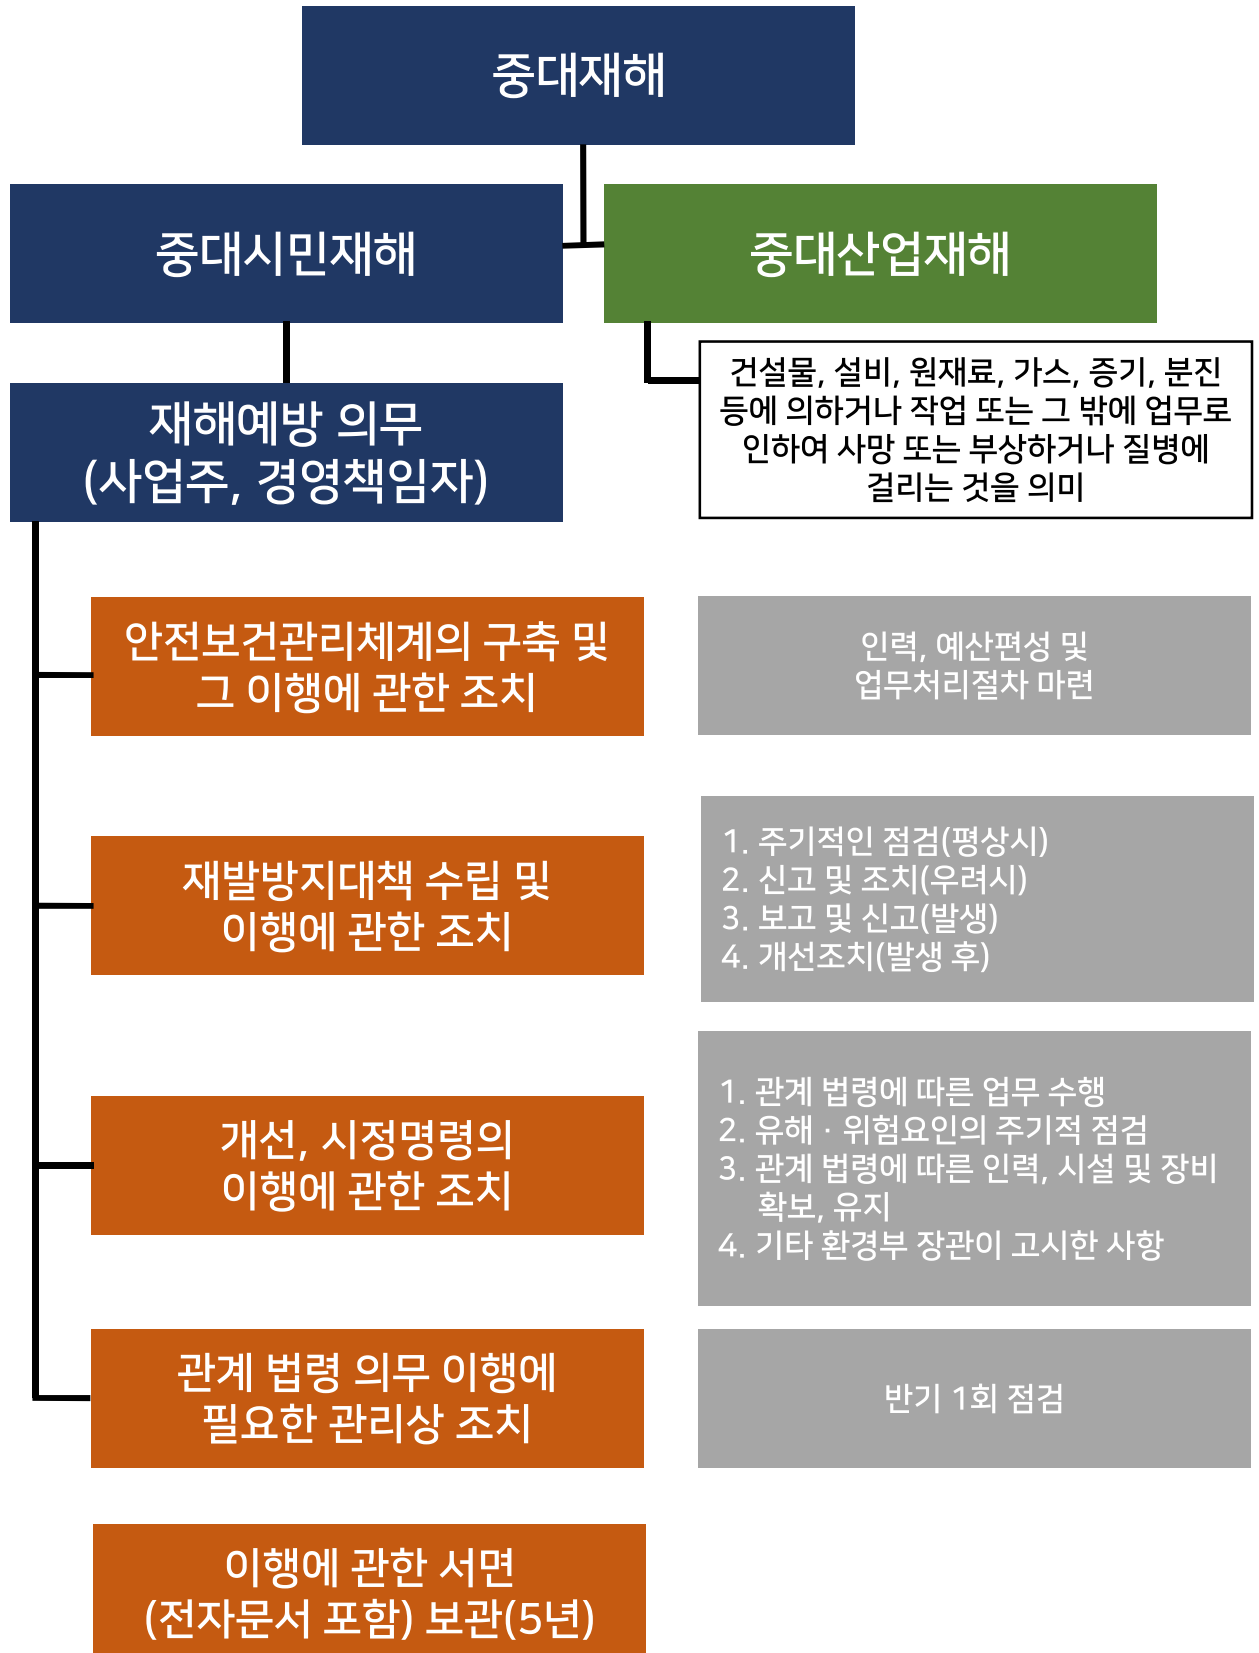 중대재해
중대시민재해
중대산업재해
건설물, 설비, 원재료, 가스, 증기, 분진
등에 의하거나 작업 또는 그 밖에 업무로
인하여 사망 또는 부상하거나 질병에
걸리는 것을 의미
재해예방 의무
(사업주, 경영책임자)
안전보건관리체계의 구축 및
그 이행에 관한 조치
인력, 예산편성 및
업무처리절차 마련
재발방지대책 수립 및
이행에 관한 조치
1. 주기적인 점검(평상시)
2. 신고 및 조치(우려시)
3. 보고 및 신고(발생)
4. 개선조치(발생 후)
개선, 시정명령의
이행에 관한 조치
1. 관계 법령에 따른 업무 수행
2. 유해 · 위험요인의 주기적 점검
3. 관계 법령에 따른 인력, 시설 및 장비
확보, 유지
4. 기타 환경부 장관이 고시한 사항
관계 법령 의무 이행에
필요한 관리상 조치
반기 1회 점검
이행에 관한 서면
(전자문서 포함) 보관(5년)